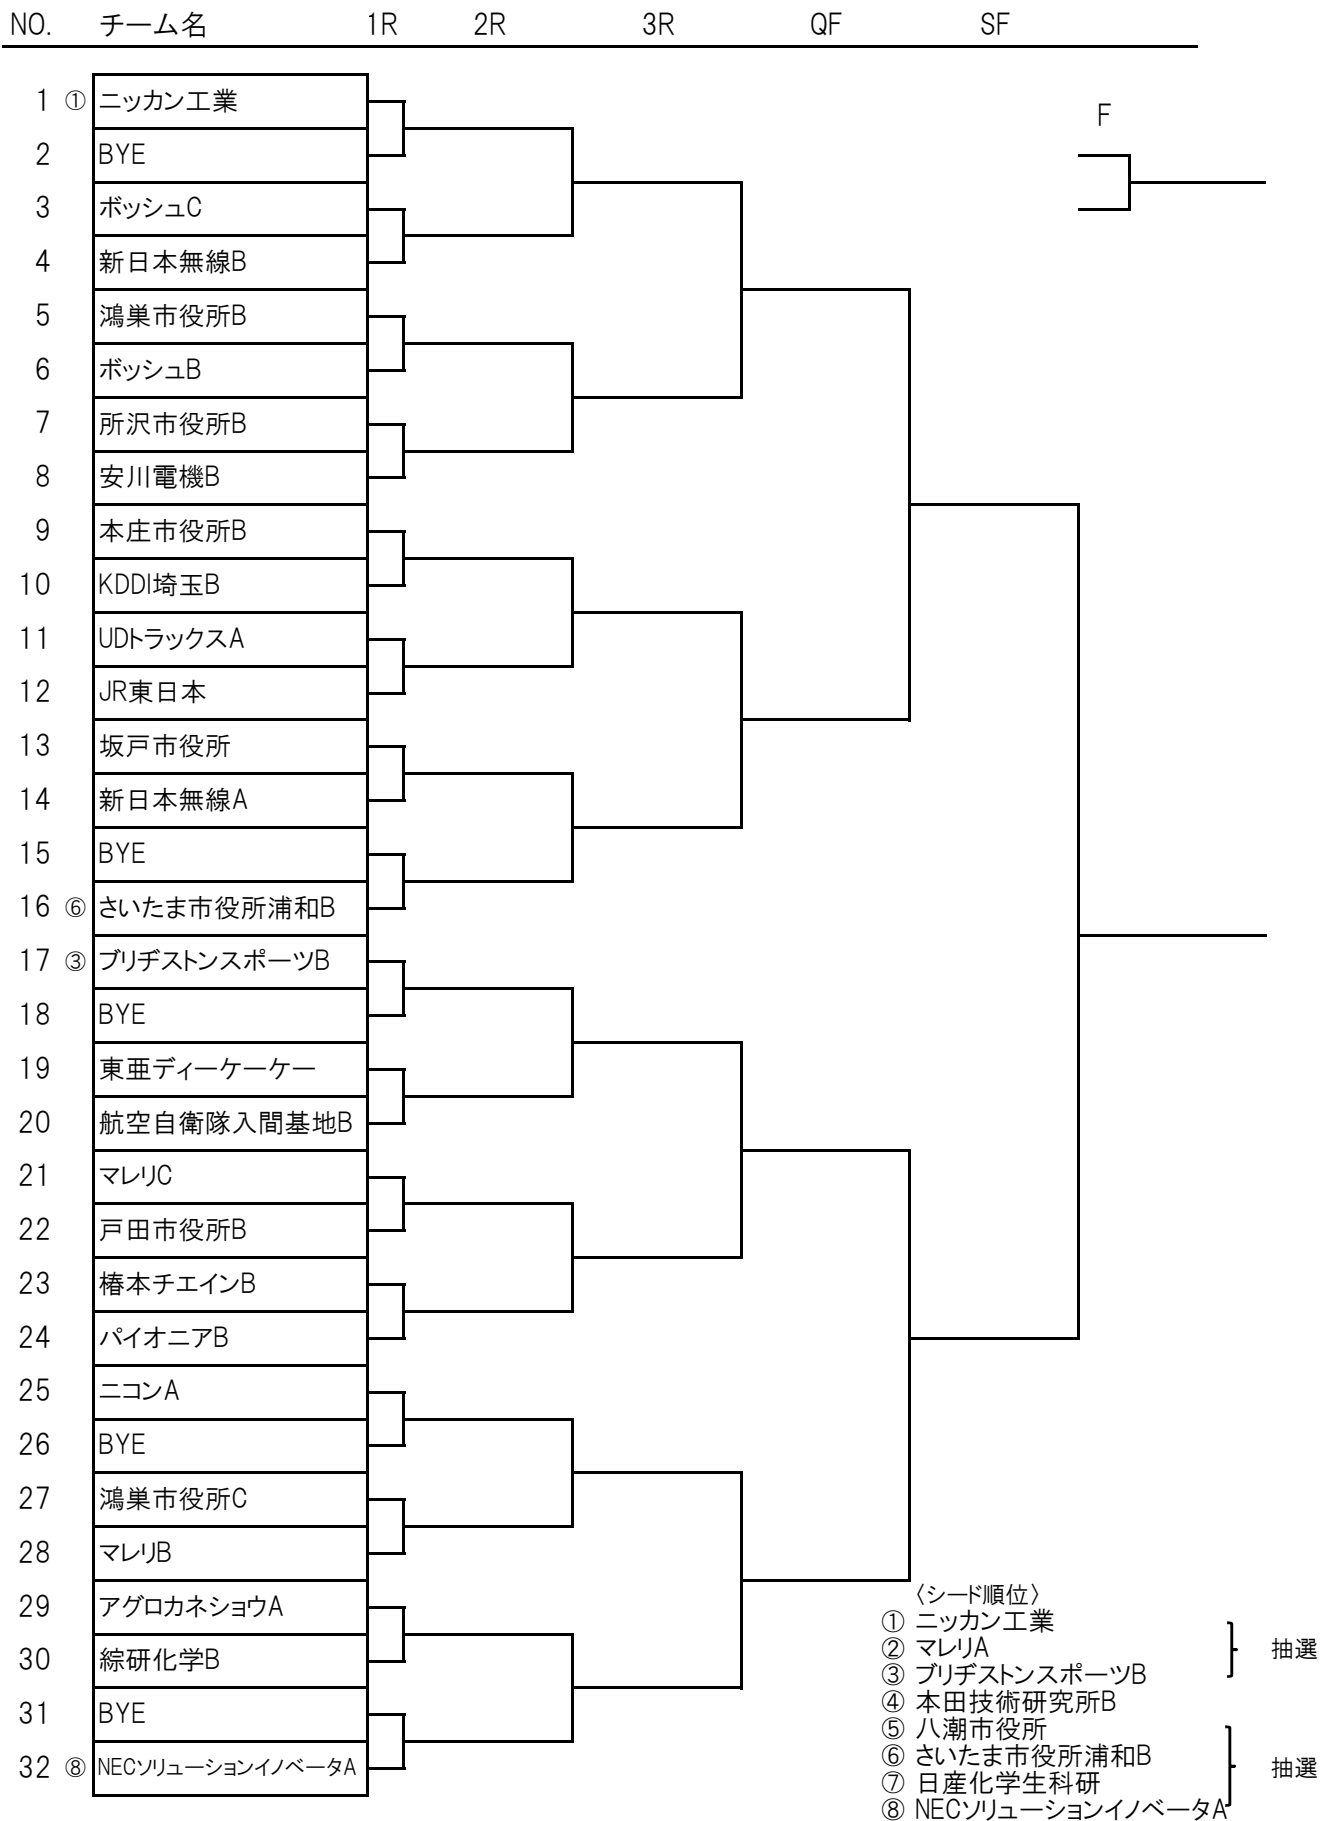 NO. チーム名 1R 2R 3R QF SF
1 ① ニッカン工業
F
2 BYE
3 ボッシュC
4 新日本無線B
5 鴻巣市役所B
6 ボッシュB
7 所沢市役所B
8 安川電機B
9 本庄市役所B
10 KDDI埼玉B
11 UDトラックスA
12 JR東日本
13 坂戸市役所
14 新日本無線A
15 BYE
16 ⑥ さいたま市役所浦和B
17 ③ ブリヂストンスポーツB
18 BYE
19 東亜ディーケーケー
20 航空自衛隊入間基地B
21 マレリC
22 戸田市役所B
23 椿本チエインB
24 パイオニアB
25 ニコンA
26 BYE
27 鴻巣市役所C
28 マレリB
29 アグロカネショウA
30 綜研化学B
31 BYE
32 ⑧ NECソリューションイノベータA
〈シード順位〉
① ニッカン工業
② マレリA
抽選
③ ブリヂストンスポーツB
④ 本田技術研究所B
⑤ 八潮市役所
⑥ さいたま市役所浦和B
抽選
⑦ 日産化学生科研
⑧ NECソリューションイノベータA